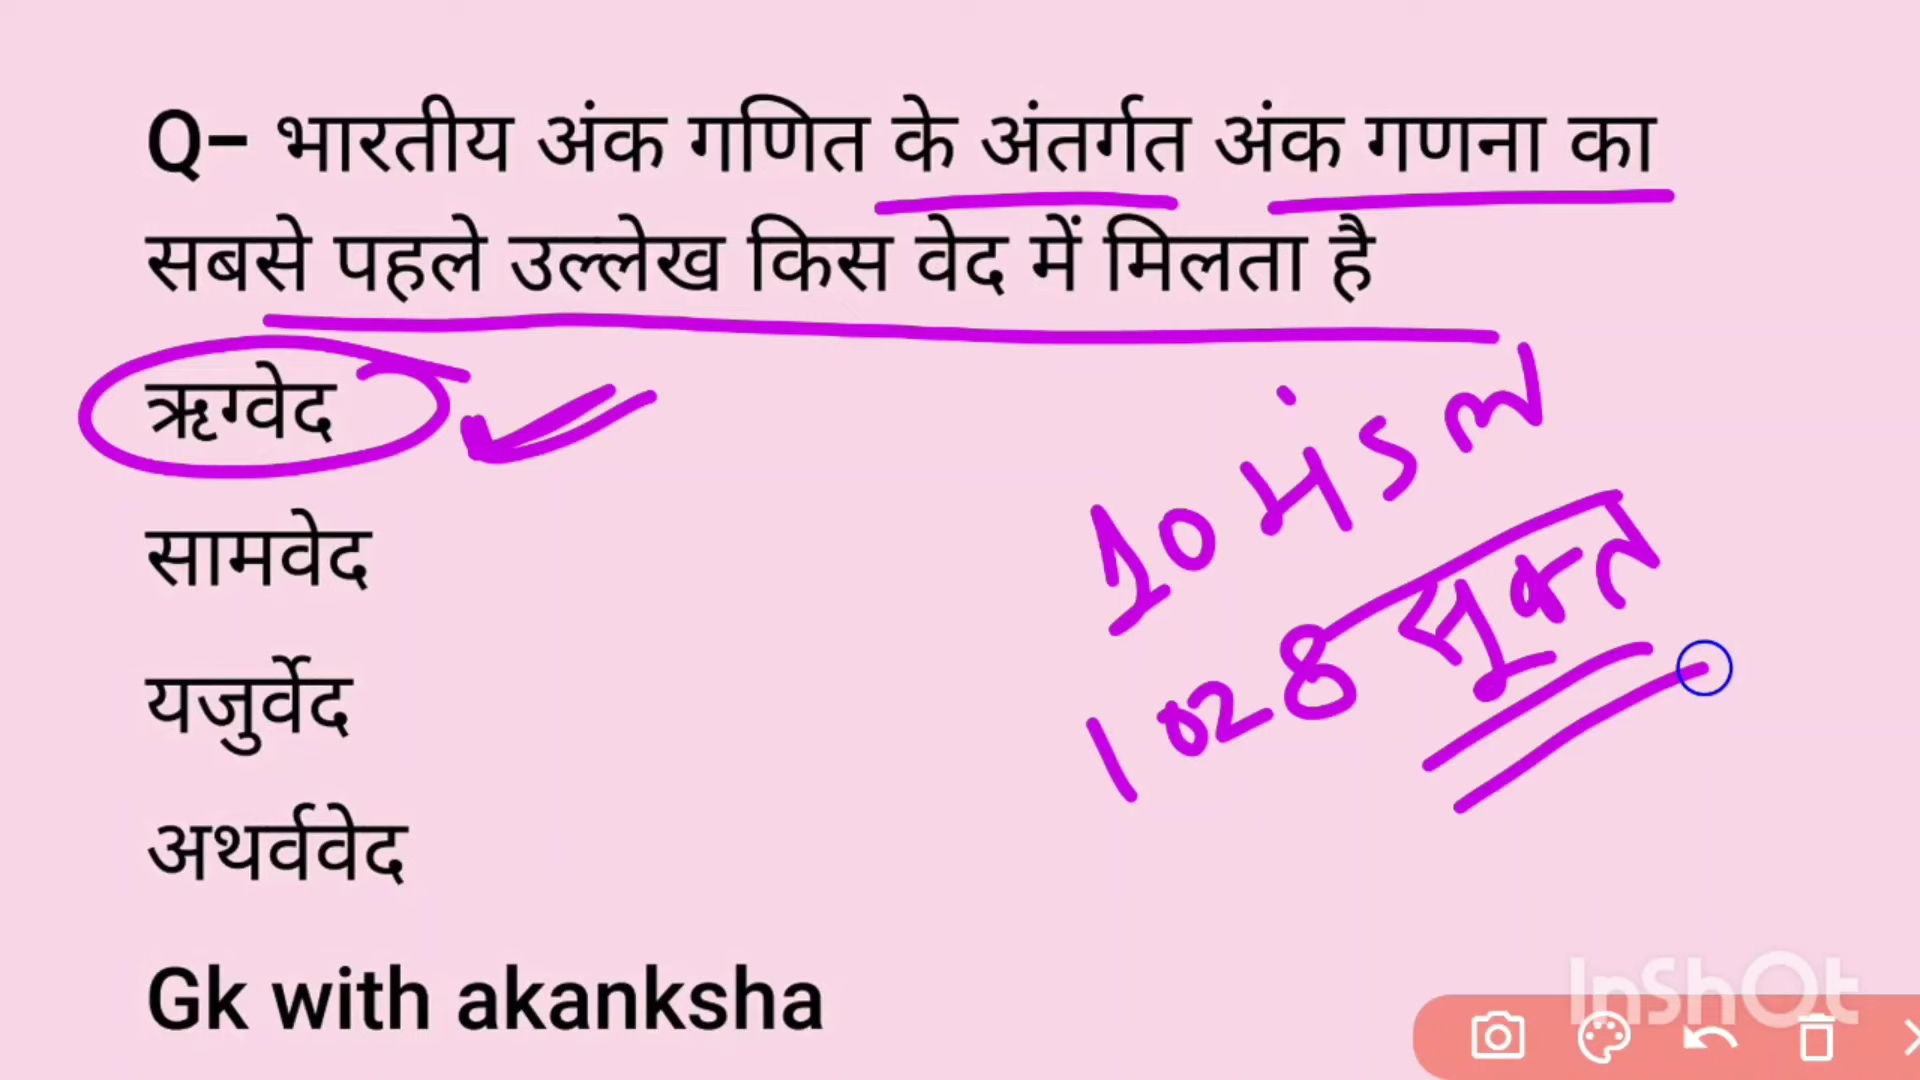 Q– भारतीय अंक गणित के अंतर्गत अंक गणना का
सबसे पहले उल्लेख किस वेद में मिलता है
ऋग्वेद
सामवेद
यजुर्वेद
अथर्ववेद
10 मंडल
1028 सूक्त
Gk with akanksha
InShOt